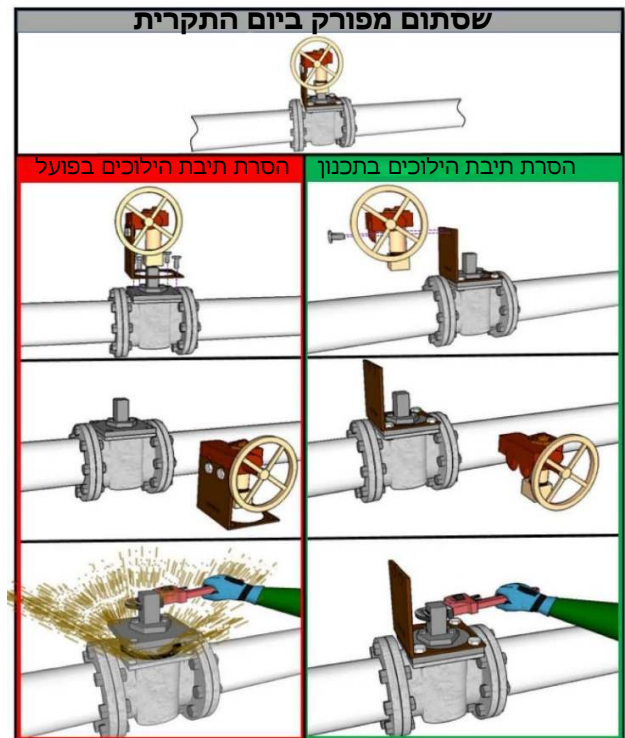 שסתום מפורק ביום התקרית
הסרת תיבת הילוכים בתכנון
הסרת תיבת הילוכים בפועל